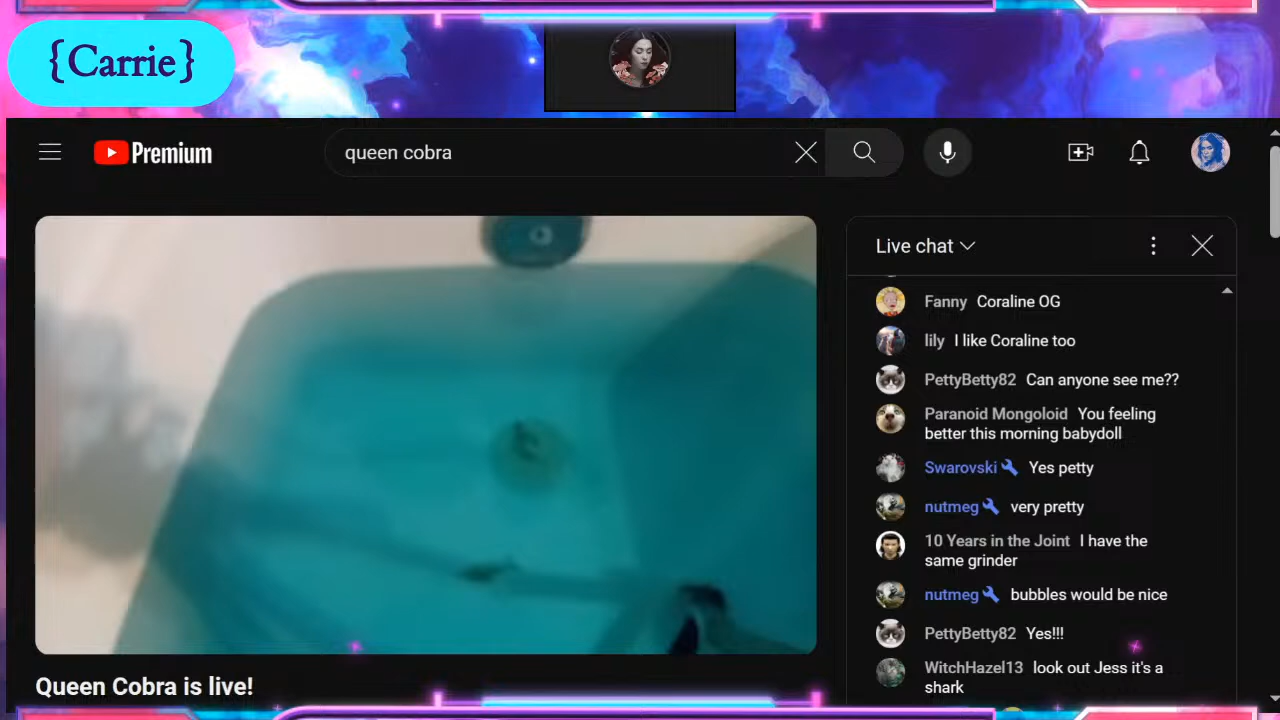 {Carrie}
Premium
queen cobra
Live chat
Fanny Coraline OG
lily I like Coraline too
PettyBetty82 Can anyone see me??
Paranoid Mongoloid You feeling
better this morning babydoll
Swarovski Yes petty
nutmeg very pretty
10 Years in the Joint I have the
same grinder
nutmeg bubbles would be nice
PettyBetty82 Yes!!!
WitchHazel13 look out Jess it's a
shark
Queen Cobra is live!